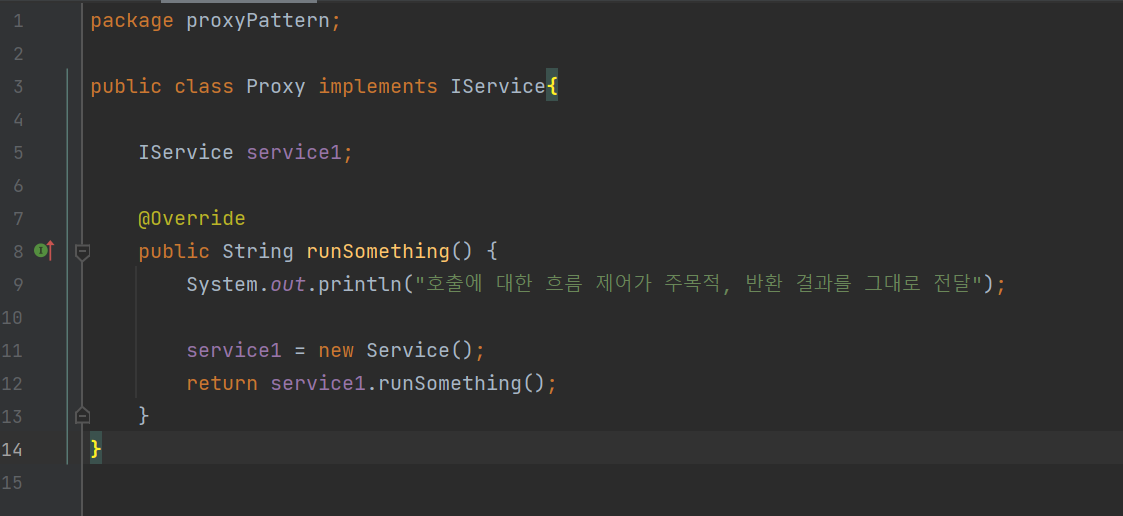 1 package proxyPattern;
2
3 public class Proxy implements IService{
4
5 IService service1;
6
7 @Override
8 public String runSomething() {
9 System.out.println("호출에 대한 흐름 제어가 주목적, 반환 결과를 그대로 전달");
10
11 service1 = new Service();
12 return service1.runSomething();
13 }
14 }
15